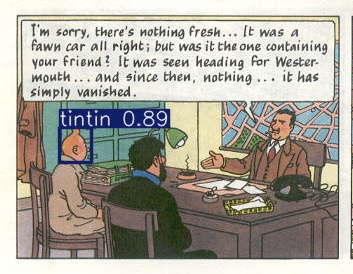 I'm sorry, there's nothing fresh... It was a
fawn car all right; but was it the one containing
your friend? It was seen heading for Wester-
mouth... and since then, nothing... it has
simply vanished.
tintin 0.89